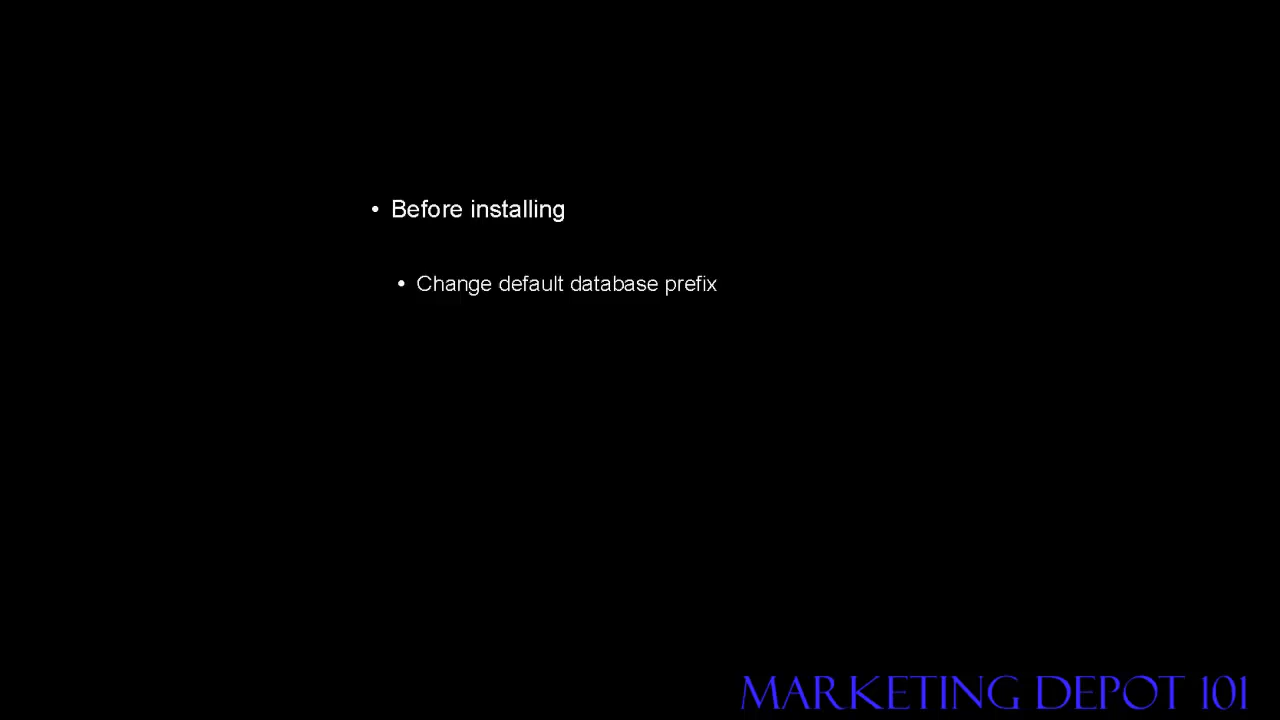 • Before installing
• Change default database prefix
MARKETING DEPOT 101